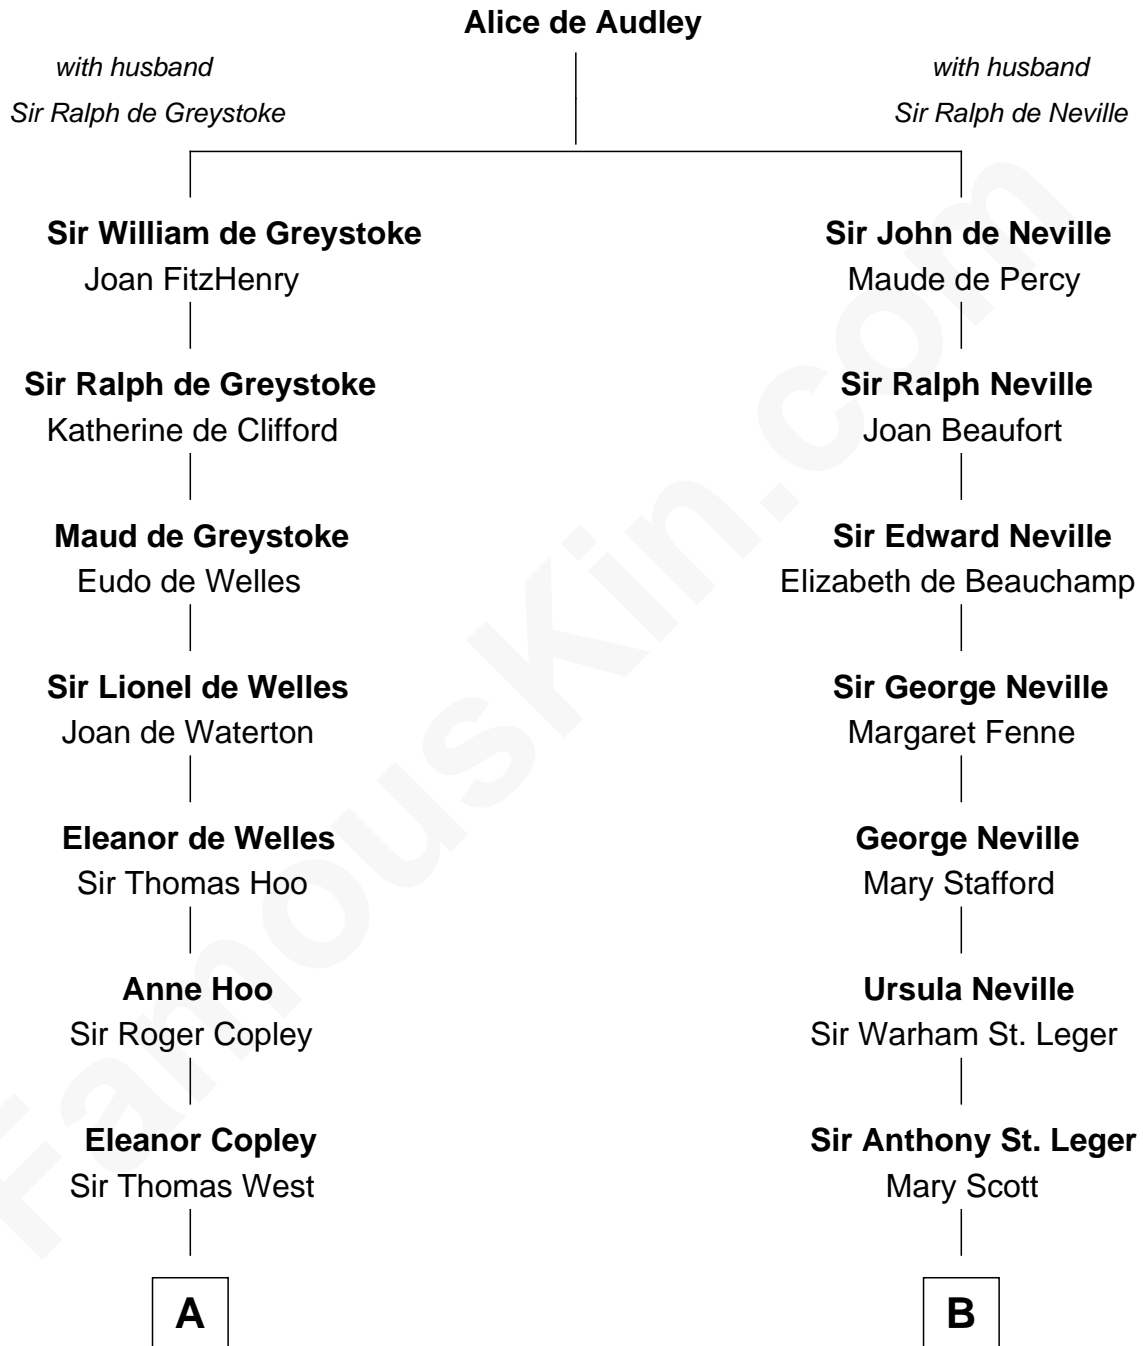 Alice de Audley
with husband
Sir Ralph de Greystoke
with husband
Sir Ralph de Neville
Sir William de Greystoke
Joan FitzHenry
Sir Ralph de Greystoke
Katherine de Clifford
Maud de Greystoke
Eudo de Welles
Sir Lionel de Welles
Joan de Waterton
Eleanor de Welles
Sir Thomas Hoo
Anne Hoo
Sir Roger Copley
Eleanor Copley
Sir Thomas West
A
Sir John de Neville
Maude de Percy
Sir Ralph Neville
Joan Beaufort
Sir Edward Neville
Elizabeth de Beauchamp
Sir George Neville
Margaret Fenne
George Neville
Mary Stafford
Ursula Neville
Sir Warham St. Leger
Sir Anthony St. Leger
Mary Scott
B
FamousKin.com